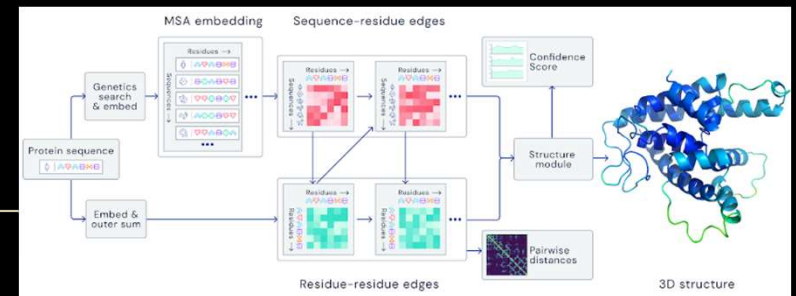 MSA embedding
Sequence-residue edges
Residues →
Sequences →
Genetics
search
& embed
Residues →
Sequences →
Residues →
Sequences →
Confidence
Score
Protein sequence
Structure
module
Embed &
outer sum
Residues →
Residues →
Residues →
Residues →
Pairwise
distances
Residue-residue edges
3D structure